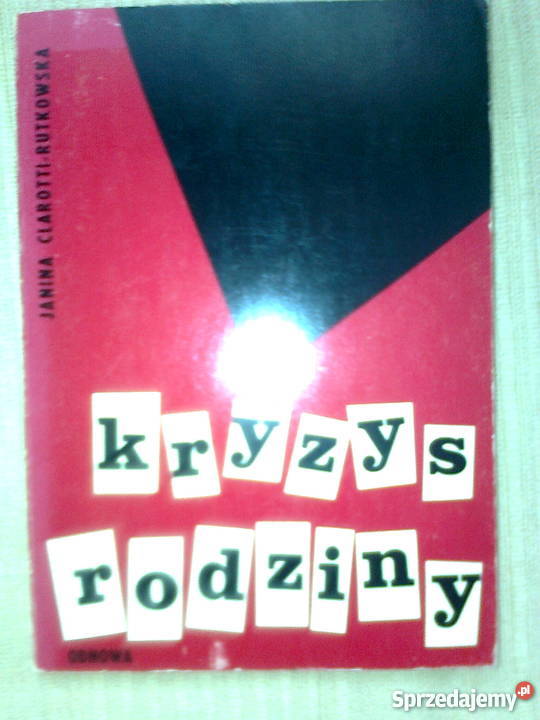 JANINA CLAROTTI-RUTKOWSKA
kryzys
rodziny
ODNOWA
Sprzedajemy.pl